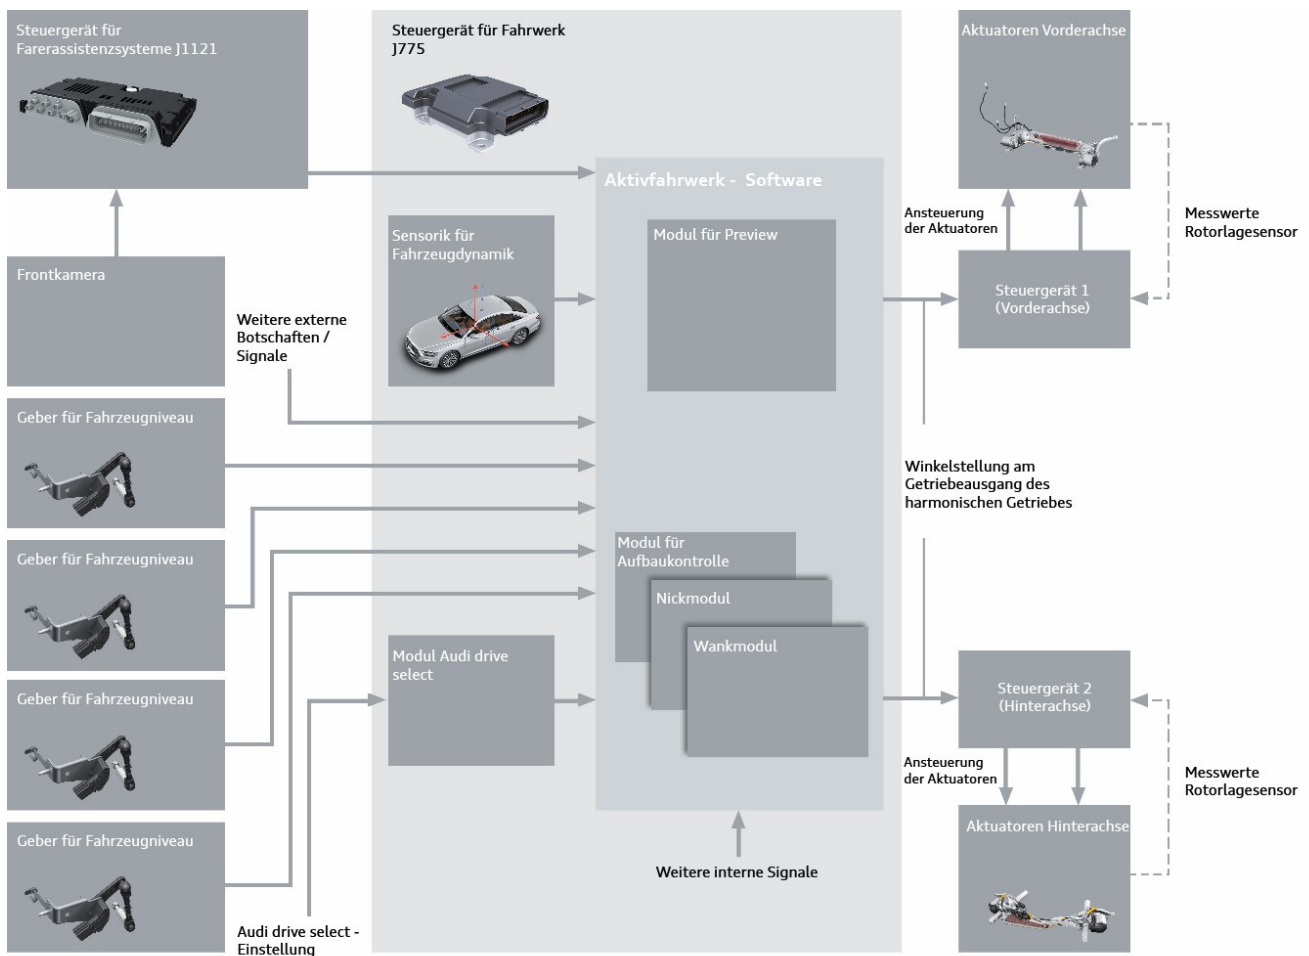 Steuergerät für
Farerassistenzsysteme J1121
Steuergerät für Fahrwerk
J775
Aktuatoren Vorderachse
Aktivfahrwerk - Software
Frontkamera
Sensorik für
Fahrzeugdynamik
Modul für Preview
Ansteuerung
der Aktuatoren
Messwerte
Rotorlagesensor
Steuergerät 1
(Vorderachse)
Weitere externe
Botschaften /
Signale
Geber für Fahrzeugniveau
Winkelstellung am
Getriebeausgang des
harmonischen Getriebes
Geber für Fahrzeugniveau
Modul für
Aufbaukontrolle
Nickmodul
Wankmodul
Modul Audi drive
select
Geber für Fahrzeugniveau
Steuergerät 2
(Hinterachse)
Ansteuerung
der Aktuatoren
Messwerte
Rotorlagesensor
Geber für Fahrzeugniveau
Aktuatoren Hinterachse
Weitere interne Signale
Audi drive select -
Einstellung